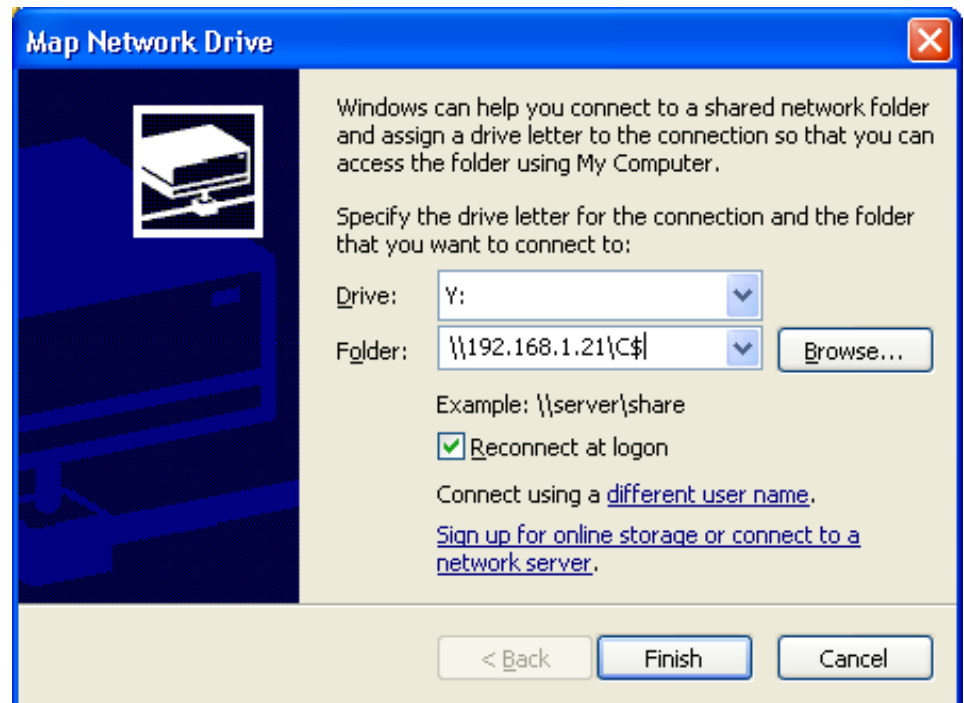 Map Network Drive
Windows can help you connect to a shared network folder
and assign a drive letter to the connection so that you can
access the folder using My Computer.
Specify the drive letter for the connection and the folder
that you want to connect to:
Drive: Y:
Folder: \\192.168.1.21\C$ Browse...
Example: \\server\share
Reconnect at logon
Connect using a different user name.
Sign up for online storage or connect to a
network server.
< Back Finish Cancel